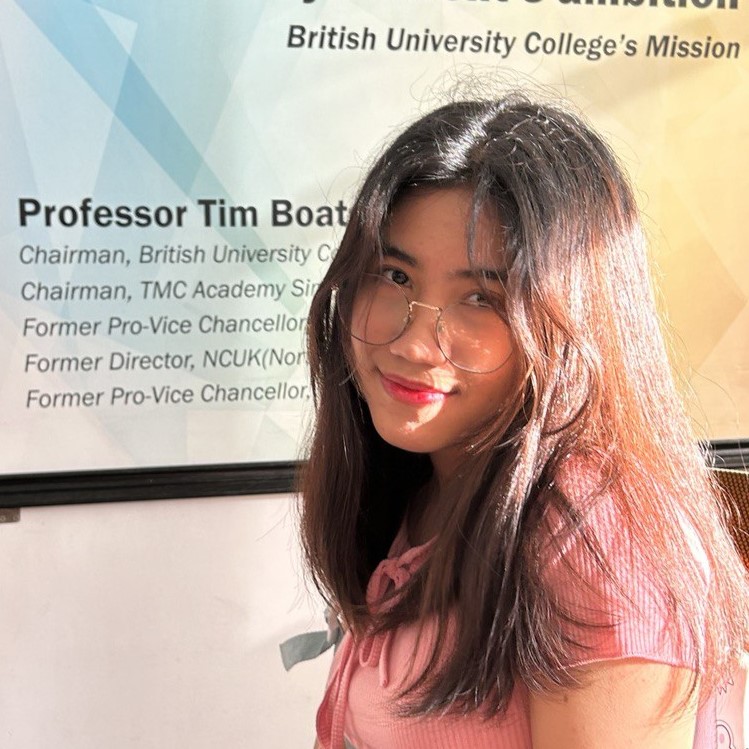 British University College's Mission
Professor Tim Boat
Chairman, British University
Chairman, TMC Academy
Former Pro-Vice Chancellor
Former Director, NCUK(Nor
Former Pro-Vice Chancellor,